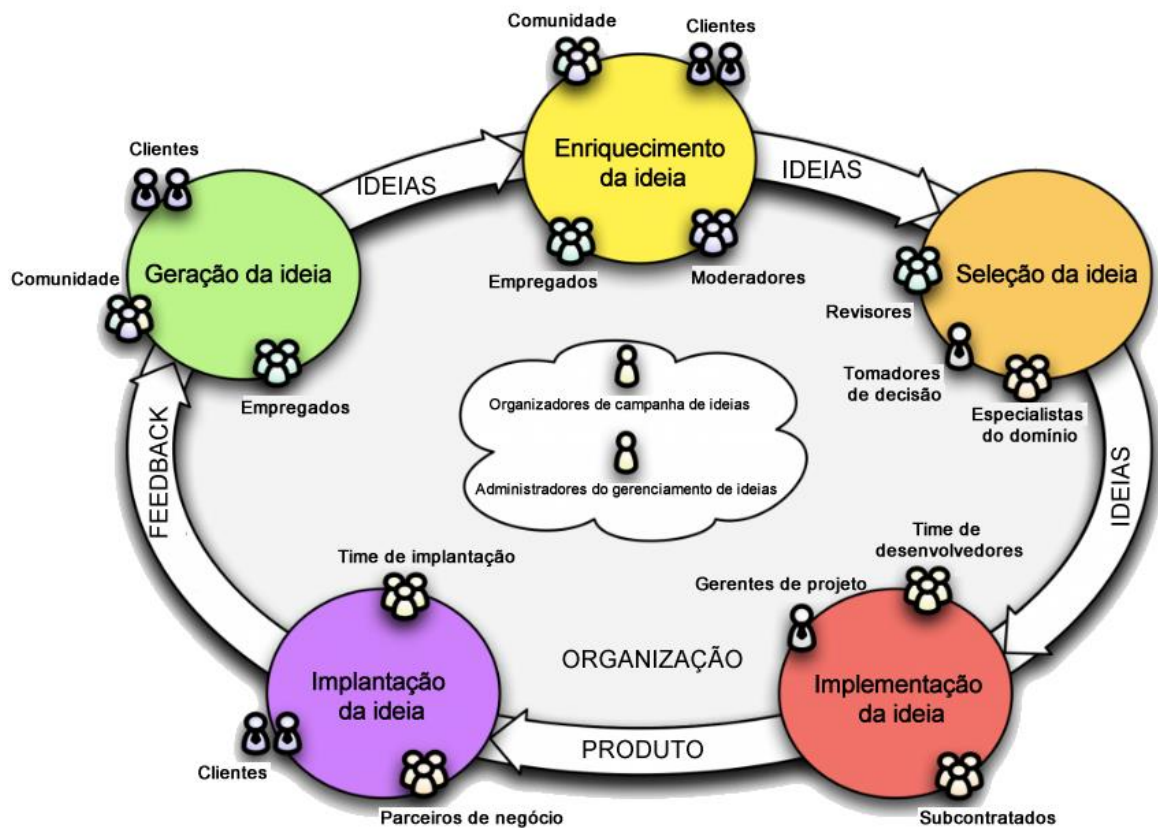 Comunidade
Clientes
Enriquecimento
da ideia
Empregados
Moderadores
IDEIAS
IDEIAS
Clientes
Comunidade
Geração da ideia
Empregados
Seleção da ideia
Revisores
Tomadores
de decisão
Especialistas
do domínio
Organizadores de campanha de ideias
Administradores do gerenciamento de ideias
FEEDBACK
IDEIAS
Time de implantação
Implantação
da ideia
Clientes
Parceiros de negócio
ORGANIZAÇÃO
PRODUTO
Time de
desenvolvedores
Gerentes de projeto
Implementação
da ideia
Subcontratados